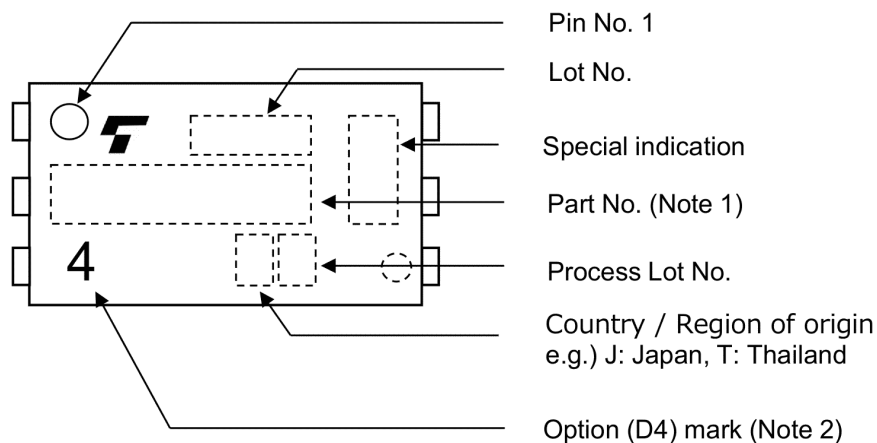 Pin No. 1
Lot No.
Special indication
Part No. (Note 1)
4
Process Lot No.
Country / Region of origin
e.g.) J: Japan, T: Thailand
Option (D4) mark (Note 2)